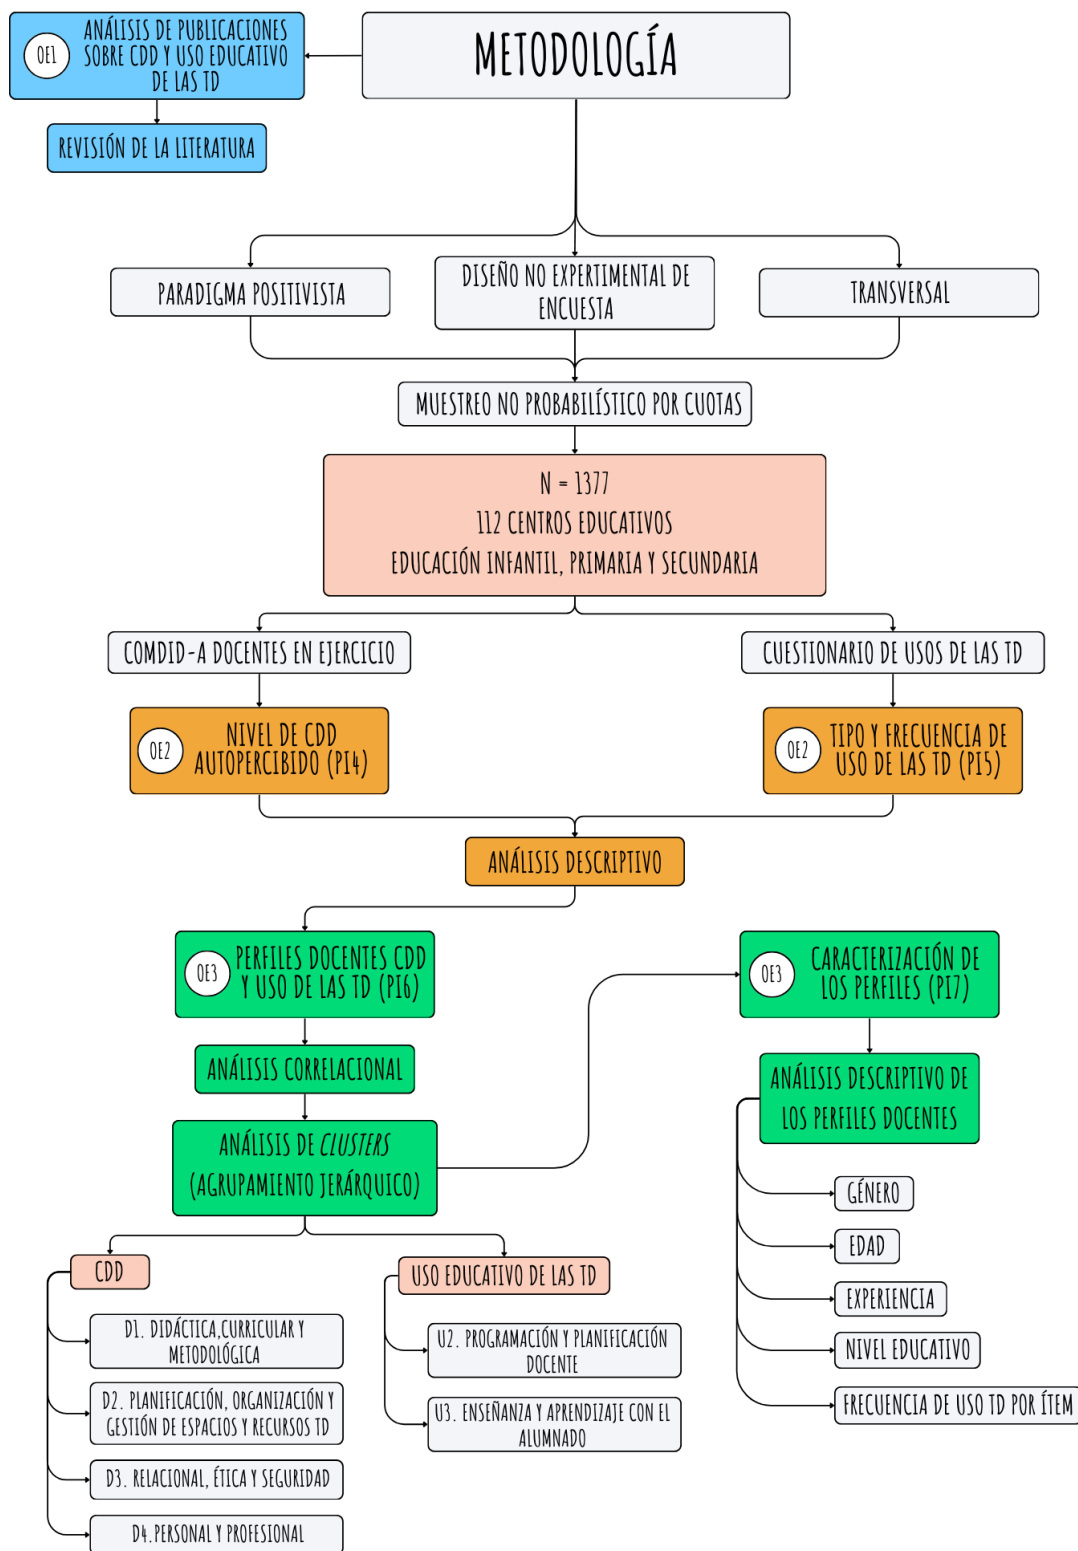 METODOLOGÍA
OE1
ANÁLISIS DE PUBLICACIONES
SOBRE CDD Y USO EDUCATIVO
DE LAS TD
REVISIÓN DE LA LITERATURA
PARADIGMA POSITIVISTA
DISEÑO NO EXPERTIMENTAL DE
ENCUESTA
TRANSVERSAL
MUESTREO NO PROBABILÍSTICO POR CUOTAS
N = 1377
112 CENTROS EDUCATIVOS
EDUCACIÓN INFANTIL, PRIMARIA Y SECUNDARIA
COMDID-A DOCENTES EN EJERCICIO
CUESTIONARIO DE USOS DE LAS TD
OE2
NIVEL DE CDD
AUTOPERCIBIDO (PI4)
OE2
TIPO Y FRECUENCIA DE
USO DE LAS TD (PI5)
ANÁLISIS DESCRIPTIVO
OE3
PERFILES DOCENTES CDD
Y USO DE LAS TD (PI6)
OE3
CARACTERIZACIÓN DE
LOS PERFILES (PI7)
ANÁLISIS CORRELACIONAL
ANÁLISIS DE CLUSTERS
(AGRUPAMIENTO JERÁRQUICO)
ANÁLISIS DESCRIPTIVO DE
LOS PERFILES DOCENTES
GÉNERO
EDAD
EXPERIENCIA
NIVEL EDUCATIVO
FRECUENCIA DE USO TD POR ÍTEM
CDD
D1. DIDÁCTICA,CURRICULAR Y
METODOLÓGICA
D2. PLANIFICACIÓN, ORGANIZACIÓN Y
GESTIÓN DE ESPACIOS Y RECURSOS TD
D3. RELACIONAL, ÉTICA Y SEGURIDAD
D4.PERSONAL Y PROFESIONAL
USO EDUCATIVO DE LAS TD
U2. PROGRAMACIÓN Y PLANIFICACIÓN
DOCENTE
U3. ENSEÑANZA Y APRENDIZAJE CON EL
ALUMNADO